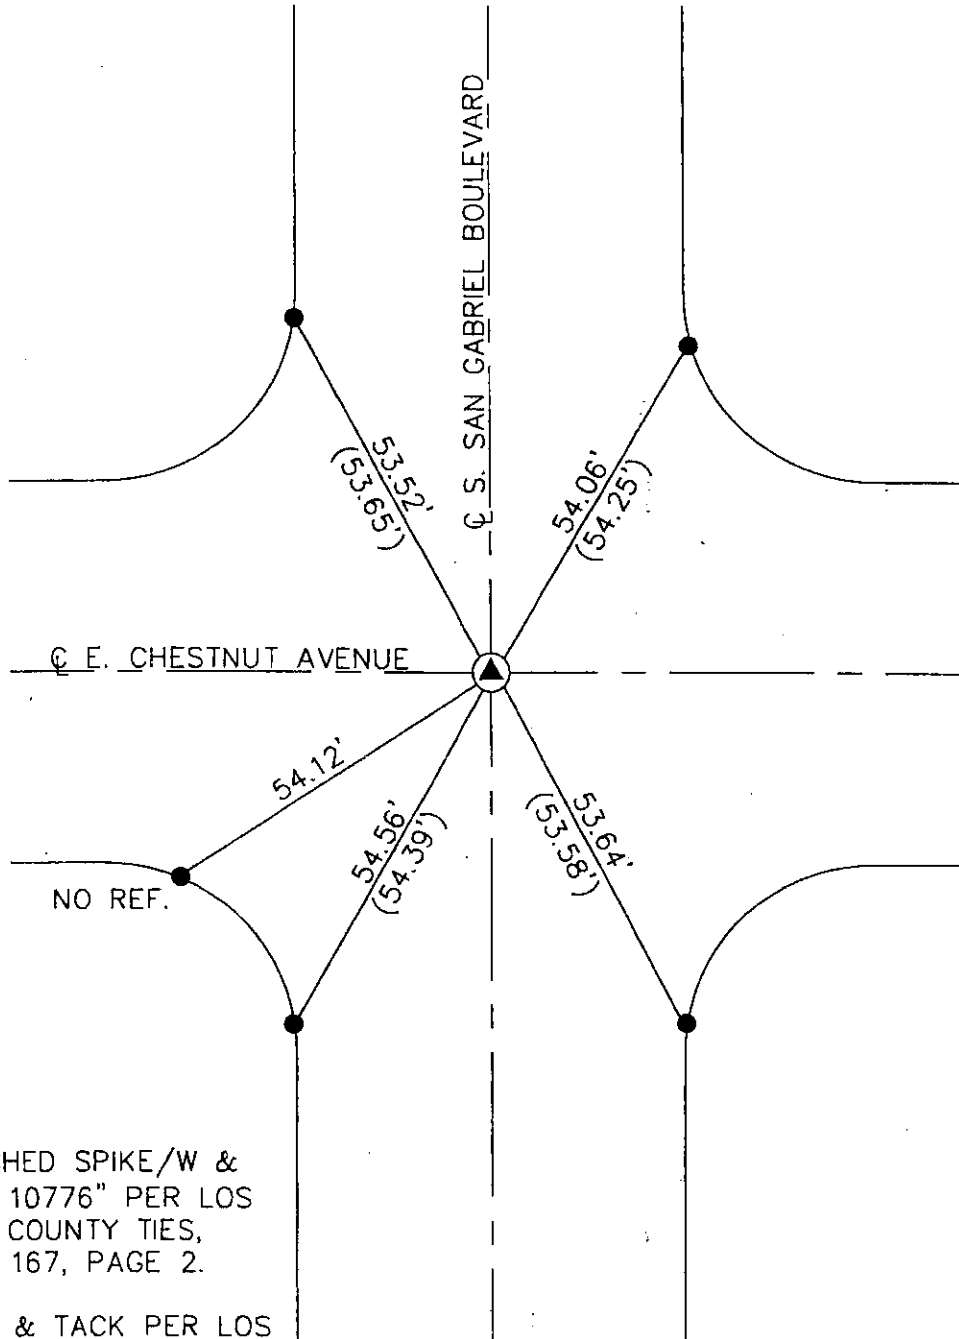 ℄ S. SAN GABRIEL BOULEVARD
53.52'
(53.65')
54.06'
(54.25')
℄ E. CHESTNUT AVENUE
54.12'
54.56'
(54.39')
53.64'
(53.58')
NO REF.
HED SPIKE/W &
10776" PER LOS
COUNTY TIES,
167, PAGE 2.
& TACK PER LOS